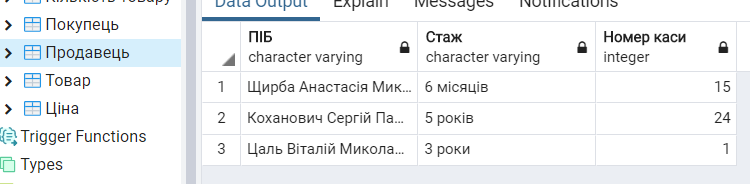 Кількість товару
Покупець
Продавець
Товар
Ціна
Trigger Functions
Types
Data Output Explain Messages Notifications
ПІБ Стаж Номер каси
character varying character varying integer
1 Щирба Анастасія Мик... 6 місяців 15
2 Коханович Сергій Па... 5 років 24
3 Цаль Віталій Микола... 3 роки 1